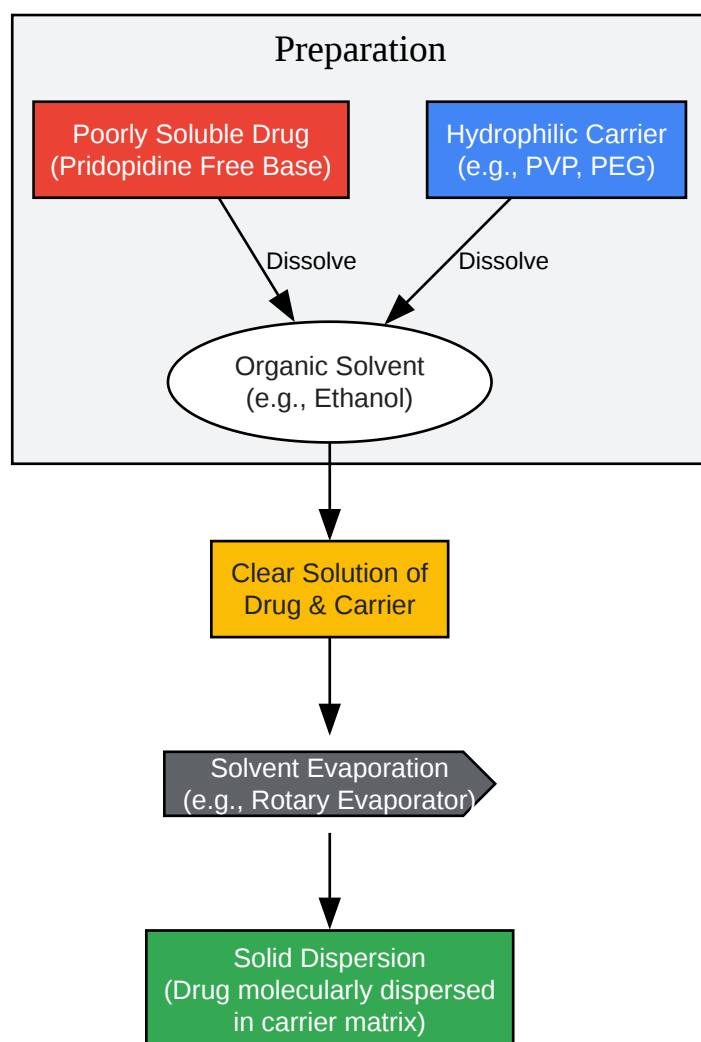 Preparation
Poorly Soluble Drug
(Pridopidine Free Base)
Hydrophilic Carrier
(e.g., PVP, PEG)
Dissolve
Dissolve
Organic Solvent
(e.g., Ethanol)
Clear Solution of
Drug & Carrier
Solvent Evaporation
(e.g., Rotary Evaporator)
Solid Dispersion
(Drug molecularly dispersed
in carrier matrix)